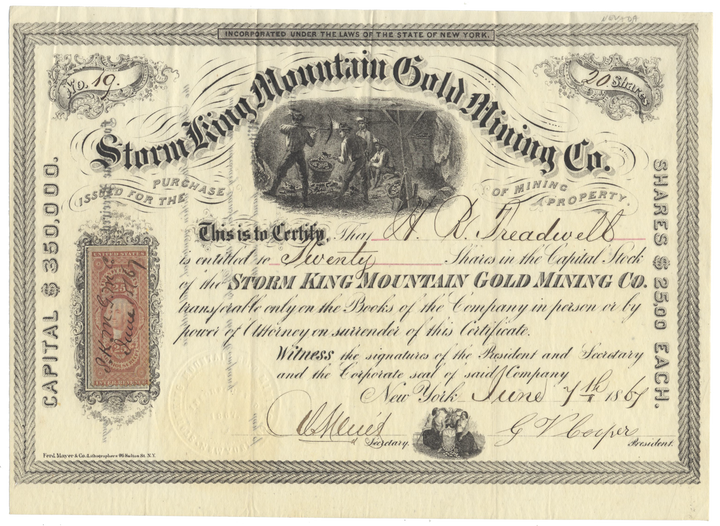 NEVADA
INCORPORATED UNDER THE LAWS OF THE STATE OF NEW YORK.
No. 19.
20 Shares
Storm King Mountain Gold Mining Co.
ISSUED FOR THE PURCHASE OF MINING PROPERTY.
CAPITAL $ 350,000.
SHARES $ 25.00 EACH.
This is to Certify, That A. R. Treadwell
is entitled to Twenty Shares in the Capital Stock
of the STORM KING MOUNTAIN GOLD MINING CO.
transferable only on the Books of the Company in person or by
power of Attorney on surrender of this Certificate.
Witness the signatures of the President and Secretary
and the Corporate seal of said Company
New York June 7th 1867
25
Secretary.
G V Cooper
President.
Ferd. Mayer & Co. Lithographers 96 Fulton St. N.Y.